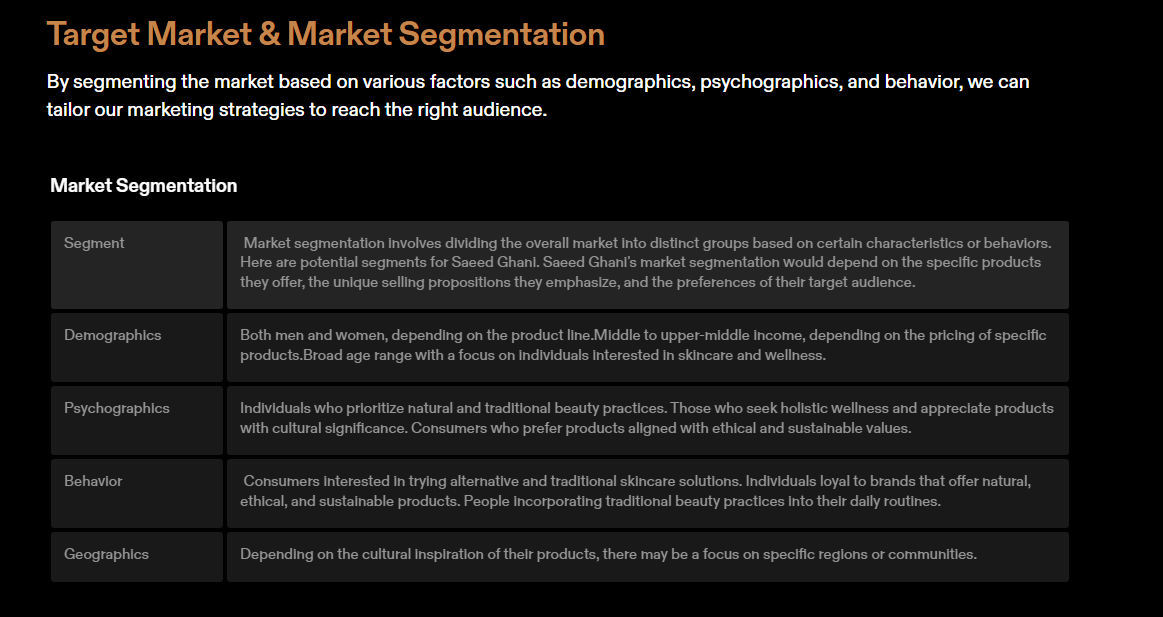 Target Market & Market Segmentation
By segmenting the market based on various factors such as demographics, psychographics, and behavior, we can
tailor our marketing strategies to reach the right audience.
Market Segmentation
Segment
Market segmentation involves dividing the overall market into distinct groups based on certain characteristics or behaviors.
Here are potential segments for Saeed Ghani. Saeed Ghani's market segmentation would depend on the specific products
they offer, the unique selling propositions they emphasize, and the preferences of their target audience.
Demographics
Both men and women, depending on the product line.Middle to upper-middle income, depending on the pricing of specific
products.Broad age range with a focus on individuals interested in skincare and wellness.
Psychographics
Individuals who prioritize natural and traditional beauty practices. Those who seek holistic wellness and appreciate products
with cultural significance. Consumers who prefer products aligned with ethical and sustainable values.
Behavior
Consumers interested in trying alternative and traditional skincare solutions. Individuals loyal to brands that offer natural,
ethical, and sustainable products. People incorporating traditional beauty practices into their daily routines.
Geographics
Depending on the cultural inspiration of their products, there may be a focus on specific regions or communities.